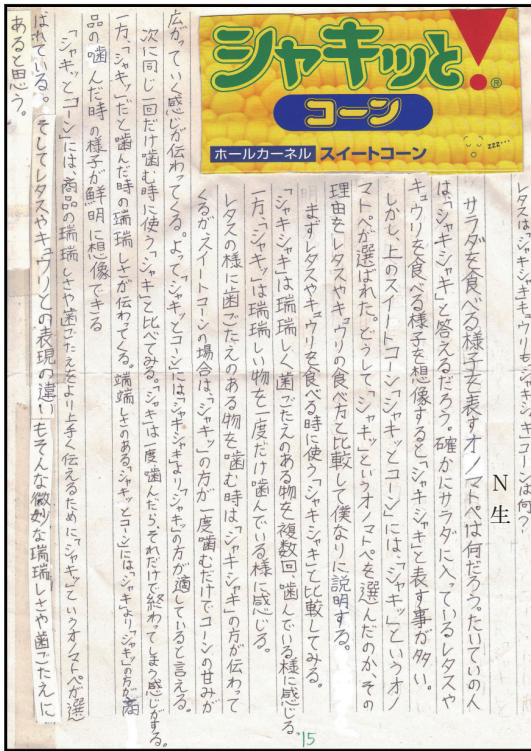 シャキッと!
®
コーン
ホールカーネル スイートコーン
zzz…
タスは「シャキシャキ」キュウリもシャキシャキコーンは何?
N生
サラダを食べる様子を表すオノマトペは何だろう。たいていの人
は、「シャキシャキ」と答えるだろう。確かにサラダに入っているレタスや
キュウリを食べる様子を想像すると「シャキシャキ」と表す事が多い。
しかし、上のスイートコーン「シャキッとコーン」には、「シャキッ」というオノ
マトペが選ばれた。どうして「シャキッ」というオノマトペを選んだのかその
理由をレタスやキュウリの食べ方と比較して僕なりに説明する。
まずレタスやキュウリを食べる時に使う「シャキシャキ」と比較してみる。
「シャキシャキ」は瑞瑞しく歯ごたえのある物を複数回噛んでいる様に感じる。
一方、「シャキッ」は瑞瑞しい物を一度だけ噛んでいる様に感じる。
レタスの様に歯ごたえのある物を噛む時は「シャキシャキ」の方が伝わって
くるが、スイートコーンの場合は、「シャキッ」の方が一度噛むだけでコーンの甘みが
広がっていく感じが伝わってくる。よって「シャキッとコーン」には「シャキシャキ」より「シャキッ」の方が適していると言える。
次に同じ一回だけ噛む時に使う「シャキ」と比べてみる。「シャキ」は一度噛んだら、それだけで終わってしまう感じがする。
一方、「シャキッ」だと噛んだ時の瑞瑞しさが伝わってくる。瑞瑞しさのある「シャキッとコーン」には「シャキ」より「シャキッ」の方が商
品の噛んだ時の様子が鮮明に想像できる
「シャキッとコーン」には、商品の瑞瑞しさや歯ごたえをより上手く伝えるために「シャキッ」ていうオノマトペが選
ばれている。そしてレタスやキュウリとの表現の違いもそんな微妙な瑞瑞しさや歯ごたえに
あると思う。
15